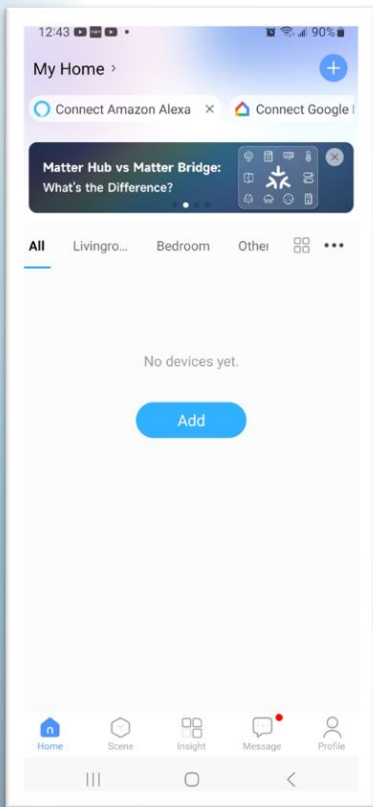 12:43
90%
My Home
Connect Amazon Alexa
Connect Google
Matter Hub vs Matter Bridge:
What's the Difference?
All Livingro... Bedroom Other
No devices yet.
Add
Home Scene Insight Message Profile